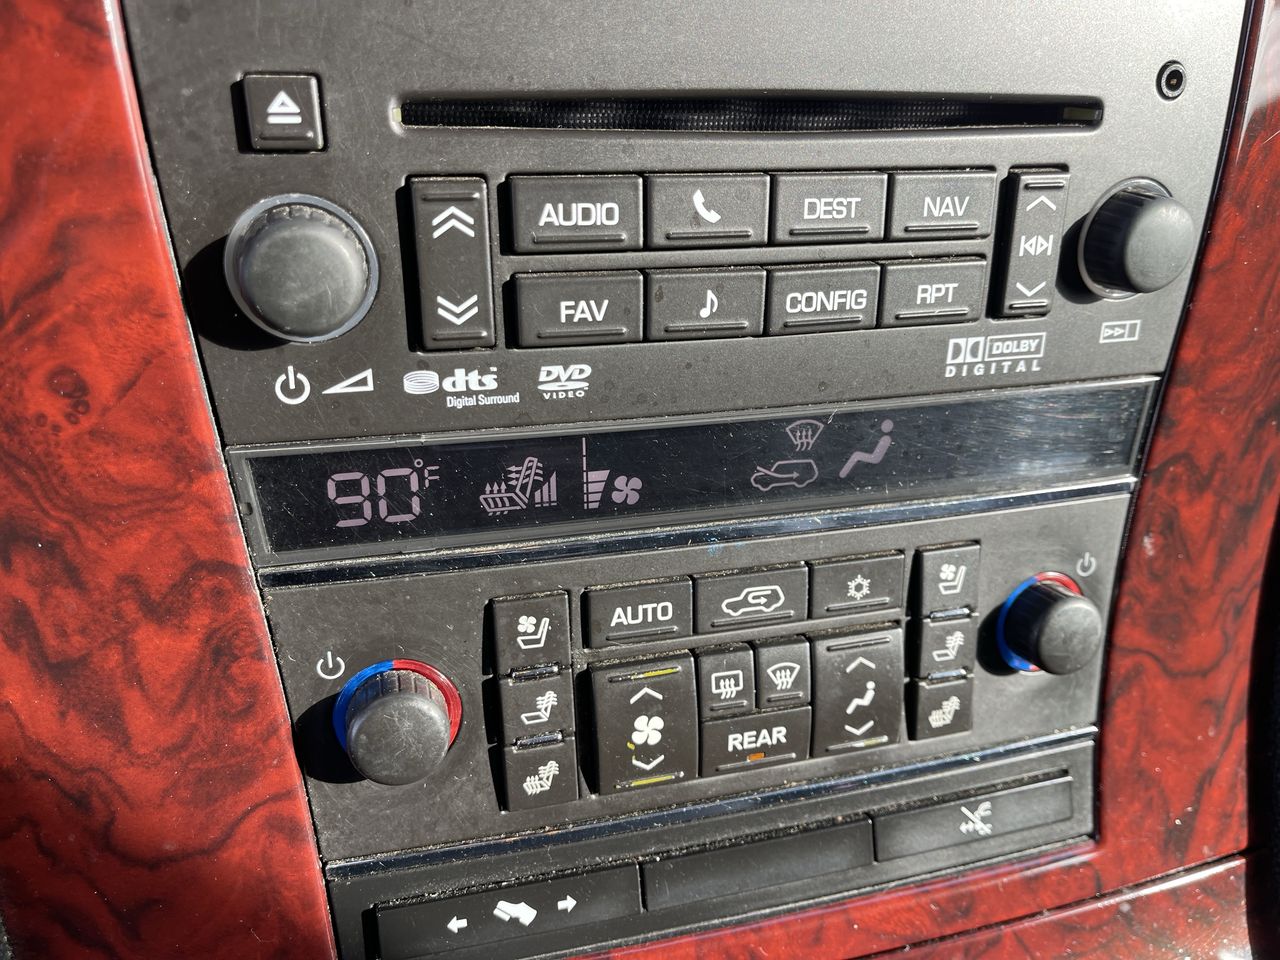 AUDIO
DEST
NAV
FAV
CONFIG
RPT
dts
Digital Surround
DVD
VIDEO
DOLBY
DIGITAL
90°F
AUTO
REAR